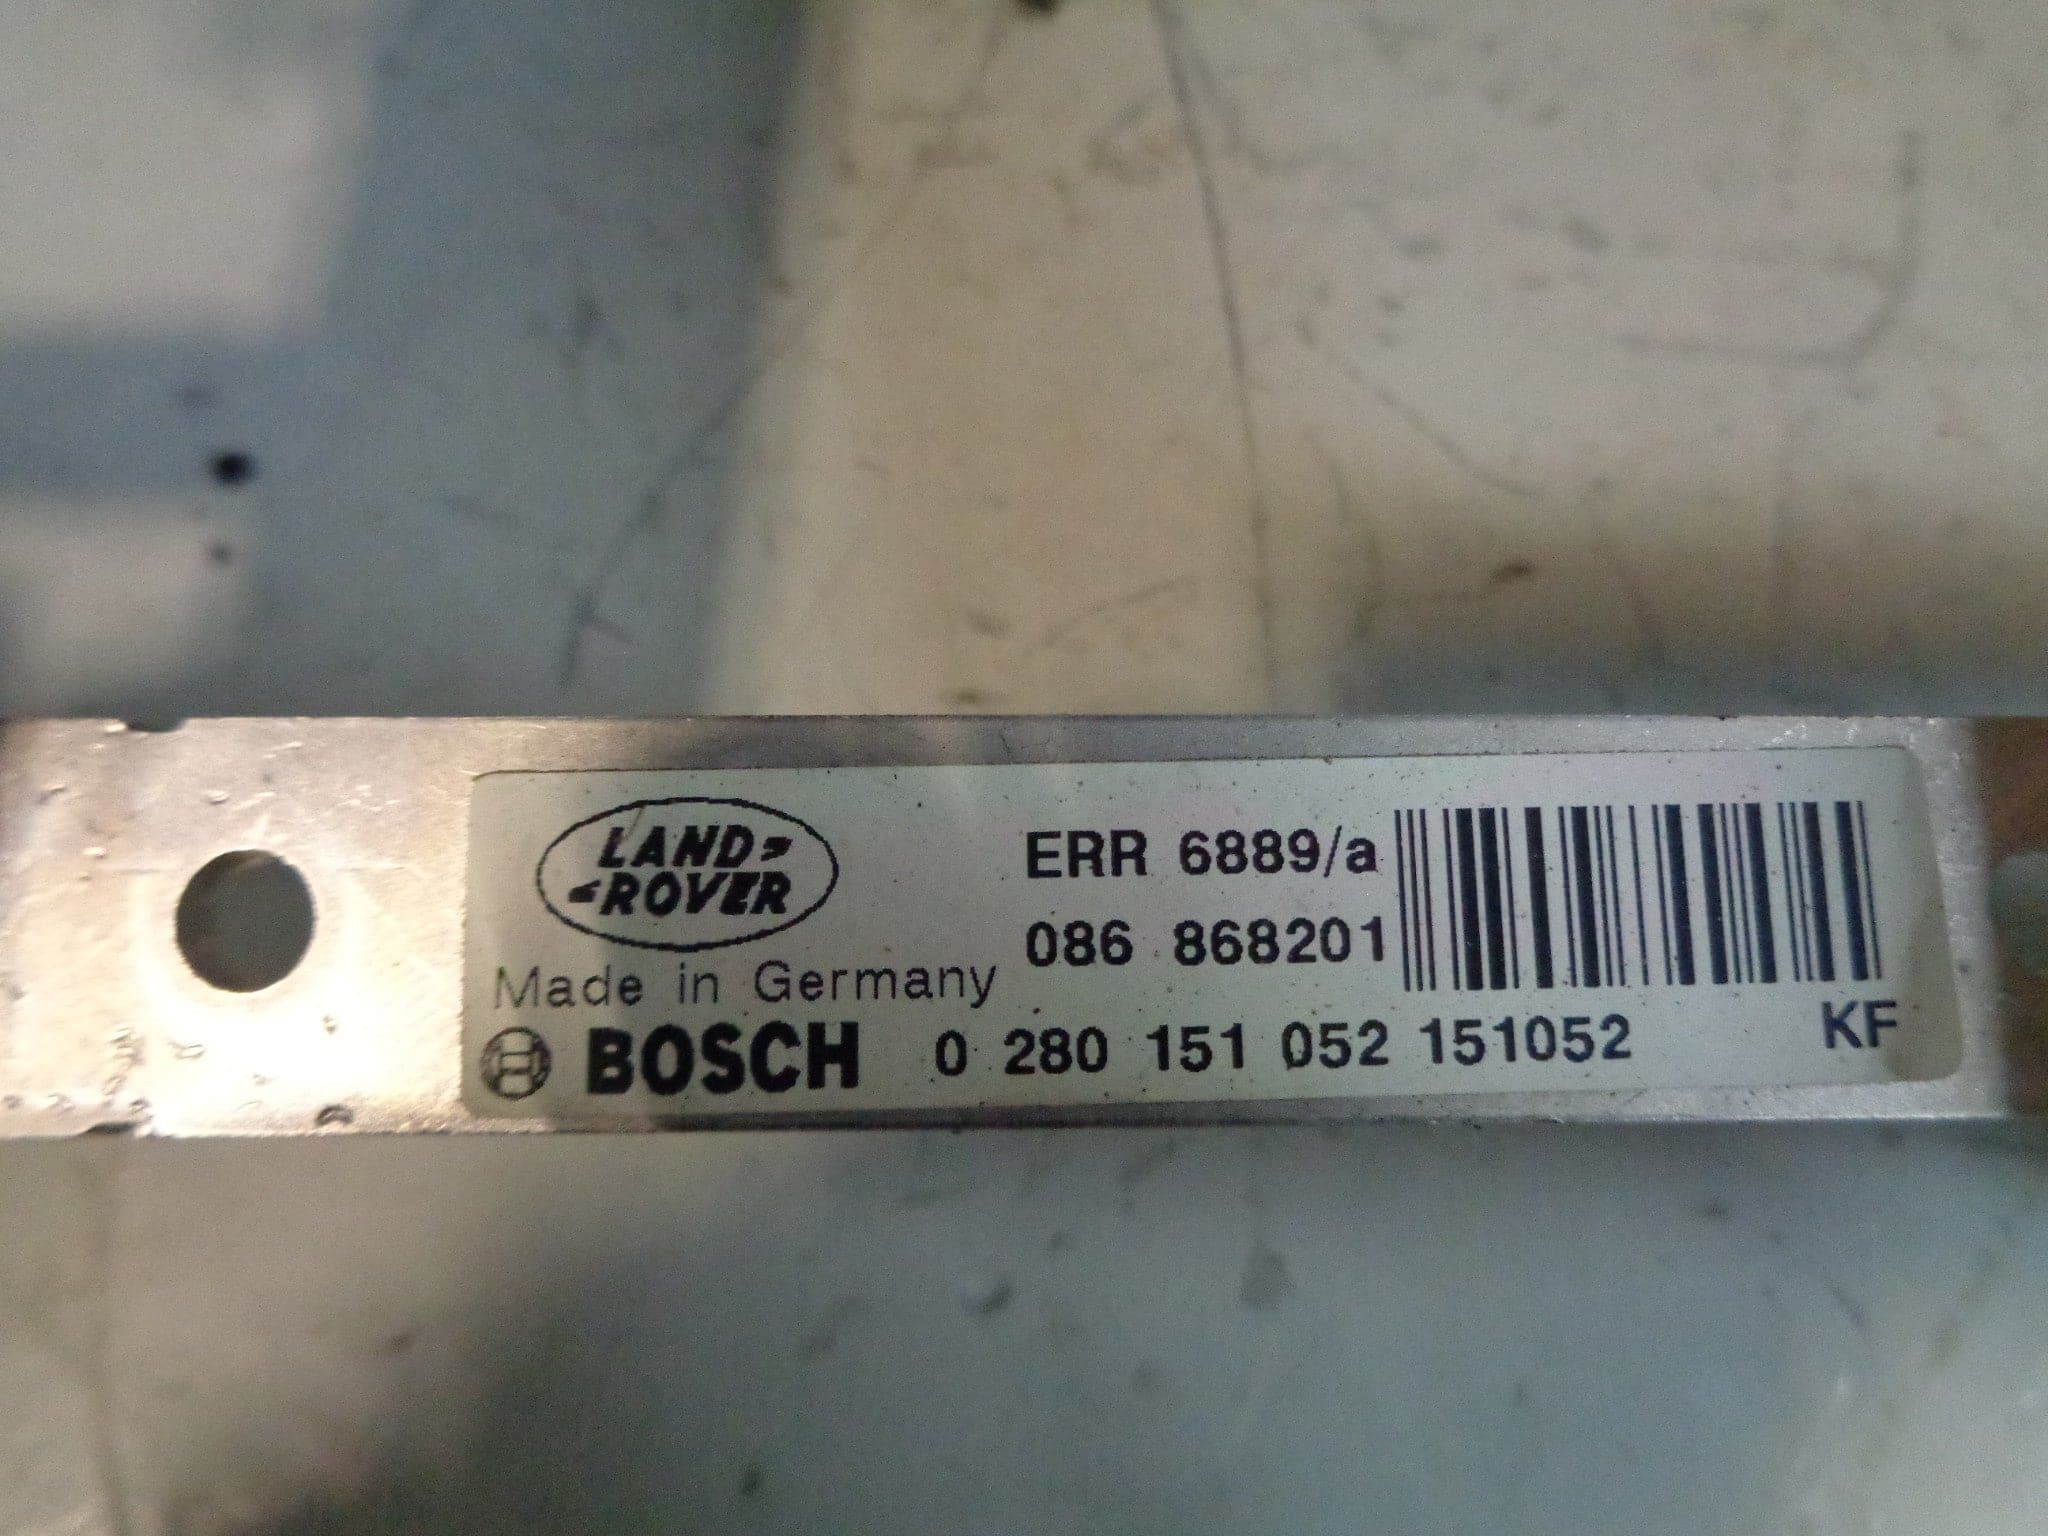 LAND
ROVER
ERR 6889/a
086 868201
Made in Germany
BOSCH 0 280 151 052 151052 KF